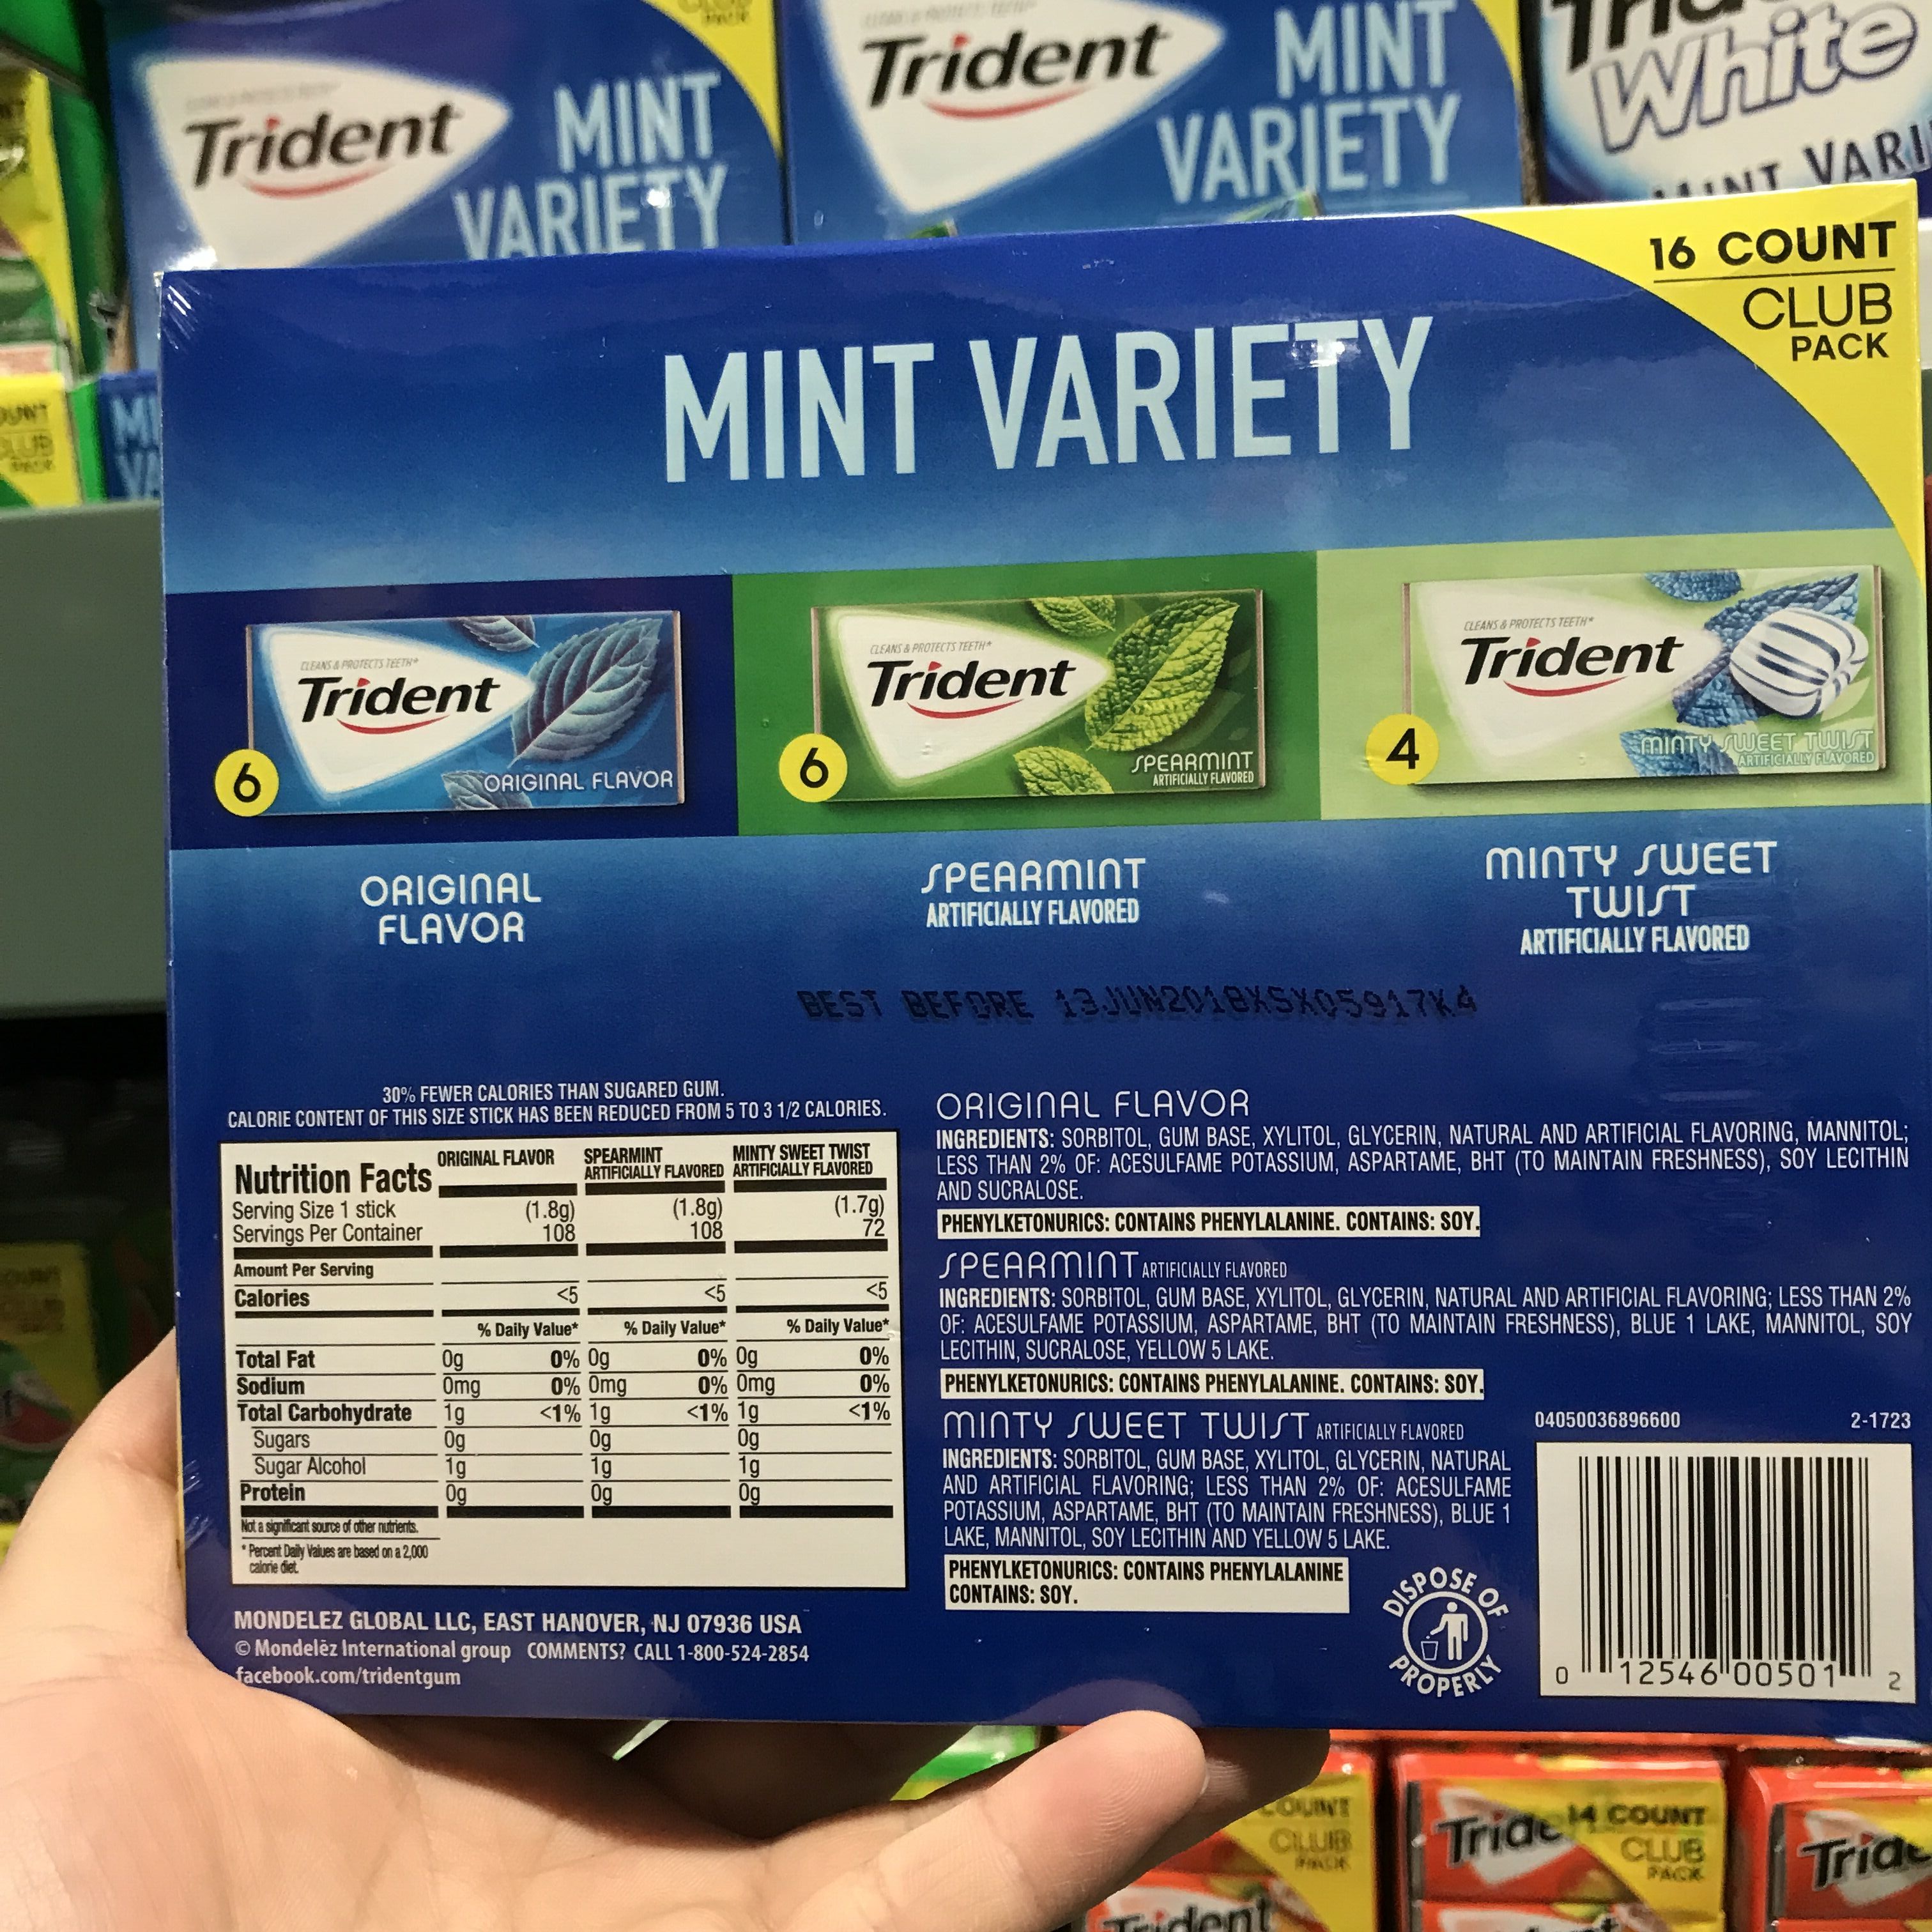 Trident
MINT
VARIETY
CLUB
PACK
Trident
MINT
VARIETY
White
MINT VARI
16 COUNT
CLUB
PACK
MINT VARIETY
CLEANS & PROTECTS TEETH*
Trident
ORIGINAL FLAVOR
6
CLEANS & PROTECTS TEETH*
Trident
SPEARMINT
ARTIFICIALLY FLAVORED
6
CLEANS & PROTECTS TEETH*
Trident
MINTY SWEET TWIST
ARTIFICIALLY FLAVORED
4
ORIGINAL
FLAVOR
SPEARMINT
ARTIFICIALLY FLAVORED
MINTY SWEET
TWIST
ARTIFICIALLY FLAVORED
BEST BEFORE 13JUN2018XSX05917K4
30% FEWER CALORIES THAN SUGARED GUM.
CALORIE CONTENT OF THIS SIZE STICK HAS BEEN REDUCED FROM 5 TO 3 1/2 CALORIES.
Nutrition Facts ORIGINAL FLAVOR SPEARMINT ARTIFICIALLY FLAVORED MINTY SWEET TWIST ARTIFICIALLY FLAVORED
Serving Size 1 stick (1.8g) (1.8g) (1.7g)
Servings Per Container 108 108 72
Amount Per Serving
Calories <5 <5 <5
% Daily Value* % Daily Value* % Daily Value*
Total Fat 0g 0% 0g 0% 0g 0%
Sodium 0mg 0% 0mg 0% 0mg 0%
Total Carbohydrate 1g <1% 1g <1% 1g <1%
Sugars 0g 0g 0g
Sugar Alcohol 1g 1g 1g
Protein 0g 0g 0g
Not a significant source of other nutrients.
* Percent Daily Values are based on a 2,000
calorie diet.
MONDELEZ GLOBAL LLC, EAST HANOVER, NJ 07936 USA
© Mondelēz International group COMMENTS? CALL 1-800-524-2854
facebook.com/tridentgum
ORIGINAL FLAVOR
INGREDIENTS: SORBITOL, GUM BASE, XYLITOL, GLYCERIN, NATURAL AND ARTIFICIAL FLAVORING, MANNITOL;
LESS THAN 2% OF: ACESULFAME POTASSIUM, ASPARTAME, BHT (TO MAINTAIN FRESHNESS), SOY LECITHIN
AND SUCRALOSE.
PHENYLKETONURICS: CONTAINS PHENYLALANINE. CONTAINS: SOY.
SPEARMINT ARTIFICIALLY FLAVORED
INGREDIENTS: SORBITOL, GUM BASE, XYLITOL, GLYCERIN, NATURAL AND ARTIFICIAL FLAVORING; LESS THAN 2%
OF: ACESULFAME POTASSIUM, ASPARTAME, BHT (TO MAINTAIN FRESHNESS), BLUE 1 LAKE, MANNITOL, SOY
LECITHIN, SUCRALOSE, YELLOW 5 LAKE.
PHENYLKETONURICS: CONTAINS PHENYLALANINE. CONTAINS: SOY.
MINTY SWEET TWIST ARTIFICIALLY FLAVORED
INGREDIENTS: SORBITOL, GUM BASE, XYLITOL, GLYCERIN, NATURAL
AND ARTIFICIAL FLAVORING; LESS THAN 2% OF: ACESULFAME
POTASSIUM, ASPARTAME, BHT (TO MAINTAIN FRESHNESS), BLUE 1
LAKE, MANNITOL, SOY LECITHIN AND YELLOW 5 LAKE.
PHENYLKETONURICS: CONTAINS PHENYLALANINE
CONTAINS: SOY.
DISPOSE OF
PROPERLY
04050036896600 2-1723
0 12546 00501 2
COUNT
CLUB
PACK
Trident
14 COUNT
CLUB
PACK
Tride
Tride